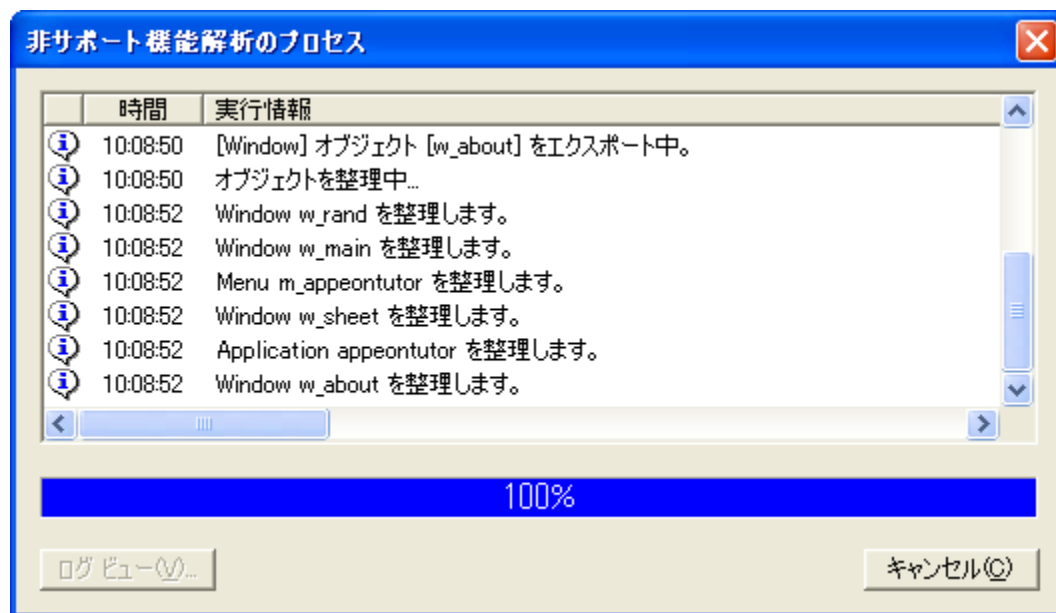 非サポート機能解析のプロセス
時間 実行情報
10:08:50 [Window] オブジェクト [w_about] をエクスポート中。
10:08:50 オブジェクトを整理中...
10:08:52 Window w_rand を整理します。
10:08:52 Window w_main を整理します。
10:08:52 Menu m_appeontutor を整理します。
10:08:52 Window w_sheet を整理します。
10:08:52 Application appeontutor を整理します。
10:08:52 Window w_about を整理します。
100%
ログ ビュー(V)... キャンセル(C)